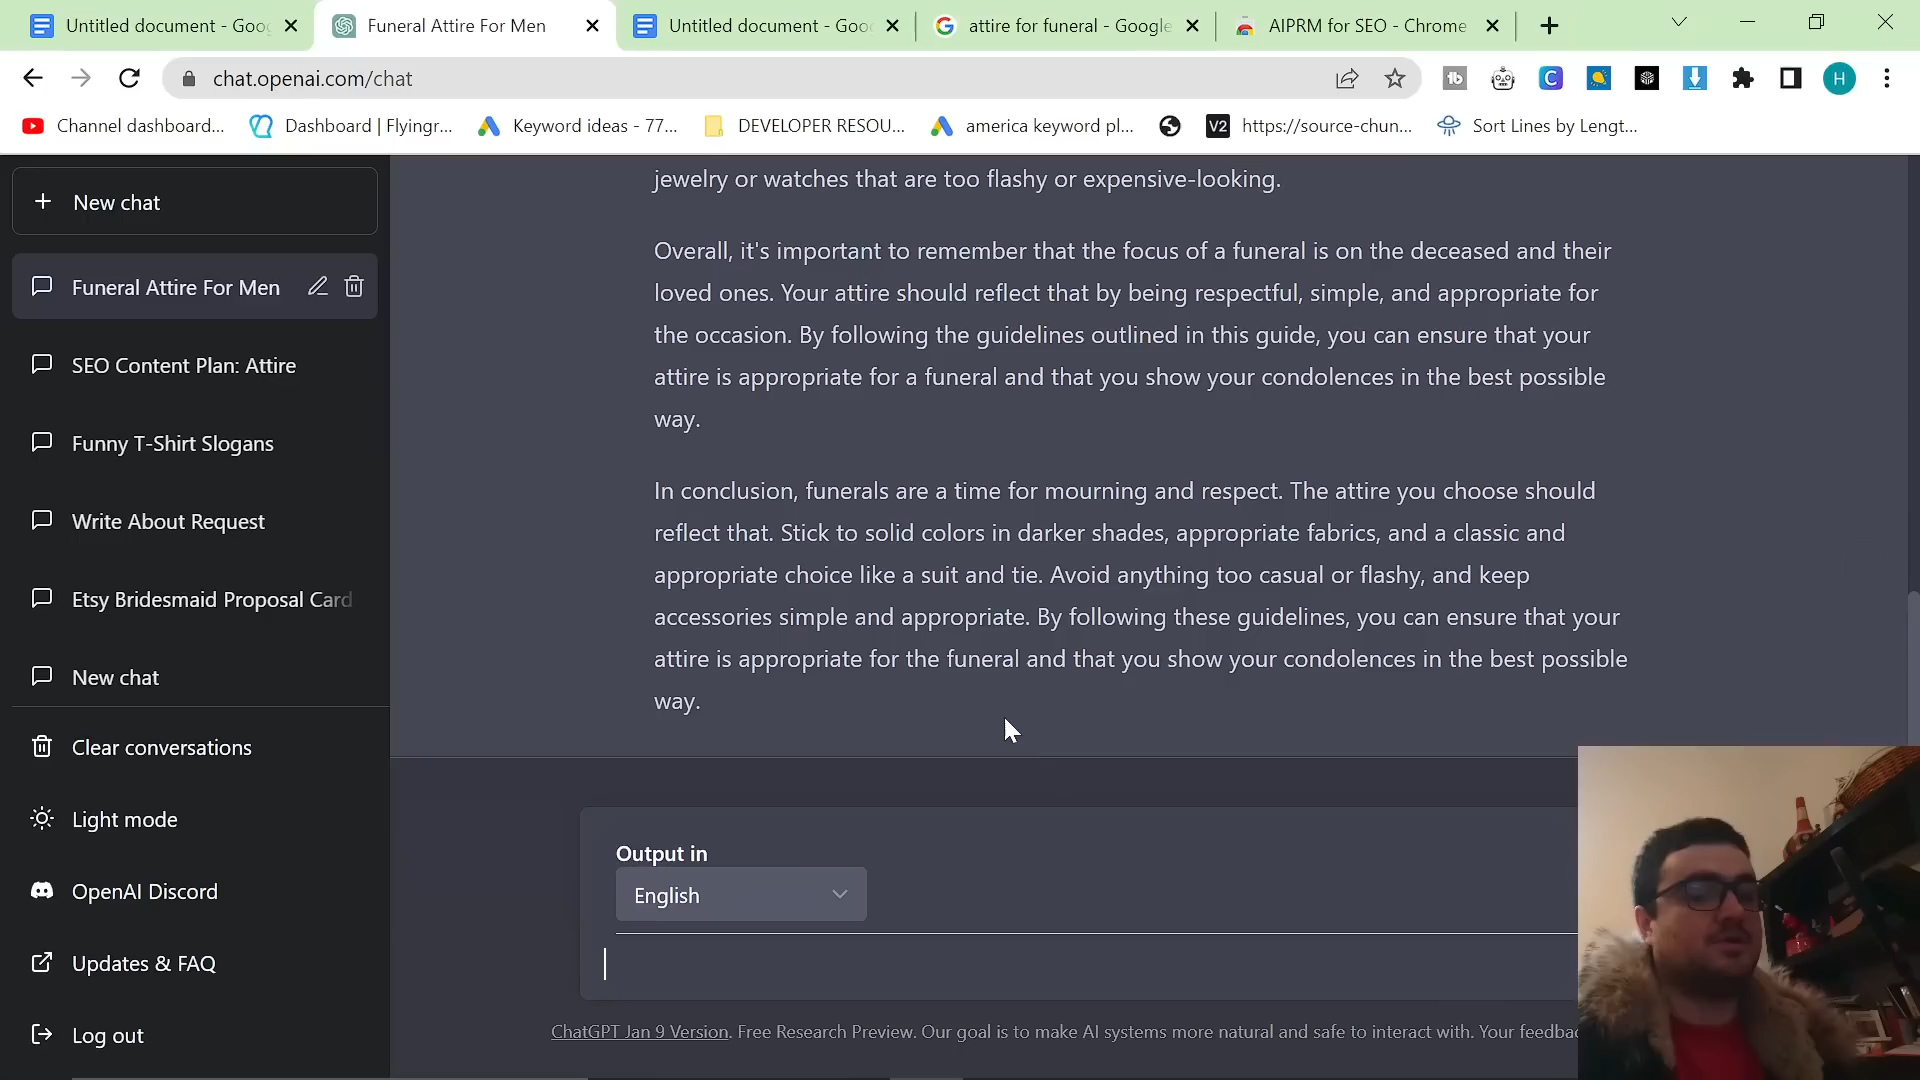 Untitled document - Goog
Funeral Attire For Men
Untitled document - Goo
attire for funeral - Google
AIPRM for SEO - Chrome
chat.openai.com/chat
Channel dashboard...
Dashboard | Flyingr...
Keyword ideas - 77...
DEVELOPER RESOU...
america keyword pl...
V2
https://source-chun...
Sort Lines by Lengt...
H
New chat
Funeral Attire For Men
SEO Content Plan: Attire
Funny T-Shirt Slogans
Write About Request
Etsy Bridesmaid Proposal Card
New chat
Clear conversations
Light mode
OpenAI Discord
Updates & FAQ
Log out
jewelry or watches that are too flashy or expensive-looking.
Overall, it's important to remember that the focus of a funeral is on the deceased and their
loved ones. Your attire should reflect that by being respectful, simple, and appropriate for
the occasion. By following the guidelines outlined in this guide, you can ensure that your
attire is appropriate for a funeral and that you show your condolences in the best possible
way.
In conclusion, funerals are a time for mourning and respect. The attire you choose should
reflect that. Stick to solid colors in darker shades, appropriate fabrics, and a classic and
appropriate choice like a suit and tie. Avoid anything too casual or flashy, and keep
accessories simple and appropriate. By following these guidelines, you can ensure that your
attire is appropriate for the funeral and that you show your condolences in the best possible
way.
Output in
English
ChatGPT Jan 9 Version. Free Research Preview. Our goal is to make AI systems more natural and safe to interact with. Your feedbac